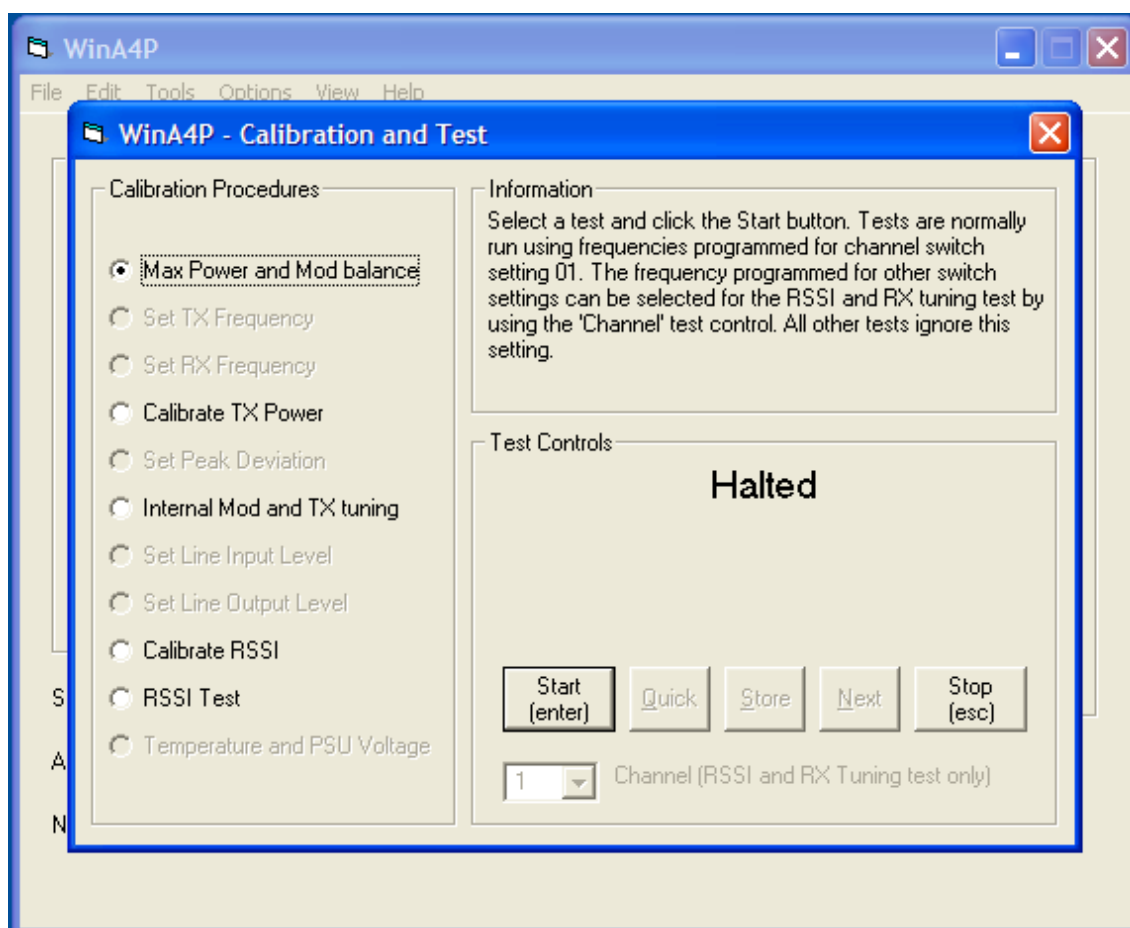 WinA4P
File Edit Tools Options View Help
WinA4P - Calibration and Test
Calibration Procedures
Max Power and Mod balance
Set TX Frequency
Set RX Frequency
Calibrate TX Power
Set Peak Deviation
Internal Mod and TX tuning
Set Line Input Level
Set Line Output Level
Calibrate RSSI
RSSI Test
Temperature and PSU Voltage
Information
Select a test and click the Start button. Tests are normally
run using frequencies programmed for channel switch
setting 01. The frequency programmed for other switch
settings can be selected for the RSSI and RX tuning test by
using the 'Channel' test control. All other tests ignore this
setting.
Test Controls
Halted
Start
(enter)
Quick
Store
Next
Stop
(esc)
1
Channel (RSSI and RX Tuning test only)
S
A
N